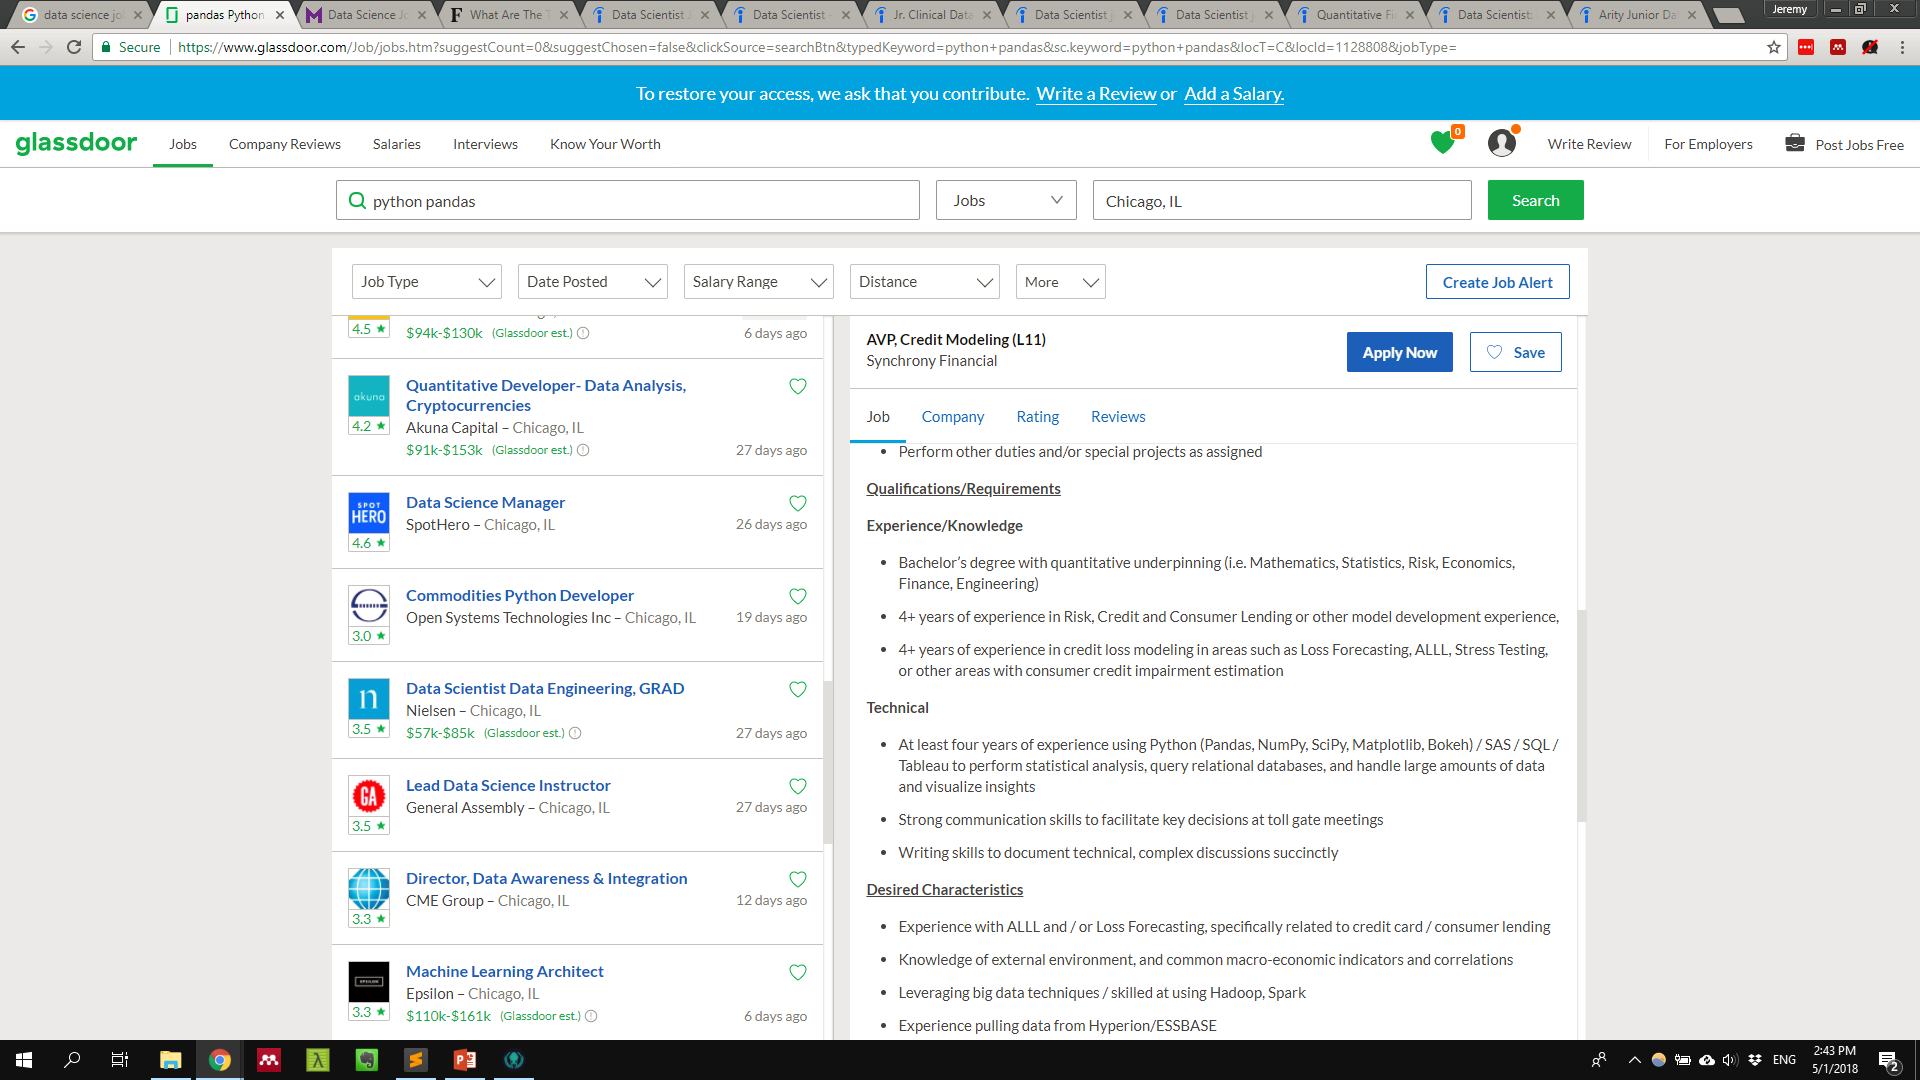 data science jo
pandas Python
Data Science Jo
What Are The T
Data Scientist J
Data Scientist -
Jr. Clinical Data
Data Scientist j
Data Scientist j
Quantitative Fi
Data Scientist:
Arity Junior Da
Jeremy
Secure
https://www.glassdoor.com/Job/jobs.htm?suggestCount=0&suggestChosen=false&clickSource=searchBtn&typedKeyword=python+pandas&sc.keyword=python+pandas&locT=C&locId=1128808&jobType=
To restore your access, we ask that you contribute. Write a Review or Add a Salary.
glassdoor
Jobs
Company Reviews
Salaries
Interviews
Know Your Worth
0
Write Review
For Employers
Post Jobs Free
python pandas
Jobs
Chicago, IL
Search
Job Type
Date Posted
Salary Range
Distance
More
Create Job Alert
4.5 ★
$94k-$130k (Glassdoor est.)
6 days ago
akuna
4.2 ★
Quantitative Developer- Data Analysis,
Cryptocurrencies
Akuna Capital – Chicago, IL
$91k-$153k (Glassdoor est.)
27 days ago
SPOT
HERO
4.6 ★
Data Science Manager
SpotHero – Chicago, IL
26 days ago
3.0 ★
Commodities Python Developer
Open Systems Technologies Inc – Chicago, IL
19 days ago
n
3.5 ★
Data Scientist Data Engineering, GRAD
Nielsen – Chicago, IL
$57k-$85k (Glassdoor est.)
27 days ago
GA
3.5 ★
Lead Data Science Instructor
General Assembly – Chicago, IL
27 days ago
3.3 ★
Director, Data Awareness & Integration
CME Group – Chicago, IL
12 days ago
EPSILON
3.3 ★
Machine Learning Architect
Epsilon – Chicago, IL
$110k-$161k (Glassdoor est.)
6 days ago
AVP, Credit Modeling (L11)
Synchrony Financial
Apply Now
Save
Job
Company
Rating
Reviews
• Perform other duties and/or special projects as assigned
Qualifications/Requirements
Experience/Knowledge
• Bachelor’s degree with quantitative underpinning (i.e. Mathematics, Statistics, Risk, Economics,
Finance, Engineering)
• 4+ years of experience in Risk, Credit and Consumer Lending or other model development experience,
• 4+ years of experience in credit loss modeling in areas such as Loss Forecasting, ALLL, Stress Testing,
or other areas with consumer credit impairment estimation
Technical
• At least four years of experience using Python (Pandas, NumPy, SciPy, Matplotlib, Bokeh) / SAS / SQL /
Tableau to perform statistical analysis, query relational databases, and handle large amounts of data
and visualize insights
• Strong communication skills to facilitate key decisions at toll gate meetings
• Writing skills to document technical, complex discussions succinctly
Desired Characteristics
• Experience with ALLL and / or Loss Forecasting, specifically related to credit card / consumer lending
• Knowledge of external environment, and common macro-economic indicators and correlations
• Leveraging big data techniques / skilled at using Hadoop, Spark
• Experience pulling data from Hyperion/ESSBASE
ENG
2:43 PM
5/1/2018
2